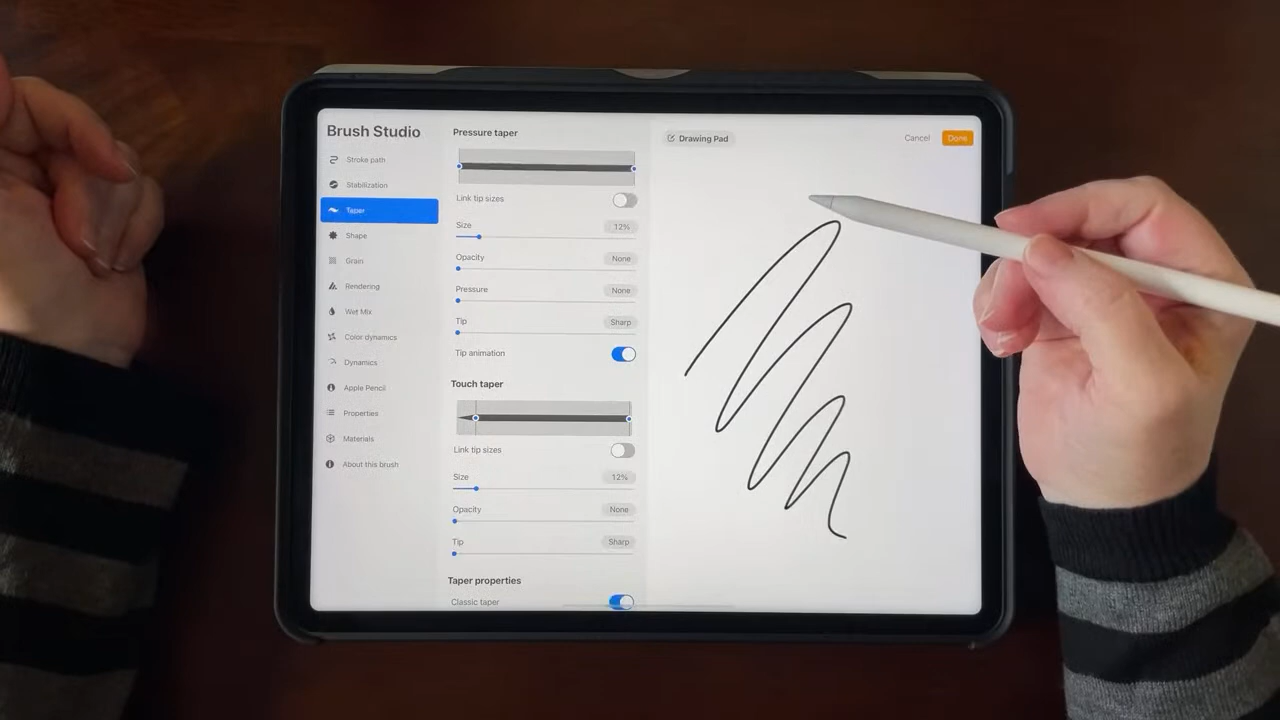 Brush Studio
Stroke path
Stabilization
Taper
Shape
Grain
Rendering
Wet Mix
Color dynamics
Dynamics
Apple Pencil
Properties
Materials
About this brush
Pressure taper
Link tip sizes
Size 12%
Opacity None
Pressure None
Tip Sharp
Tip animation
Touch taper
Link tip sizes
Size 12%
Opacity None
Tip Sharp
Taper properties
Classic taper
Drawing Pad
Cancel Done